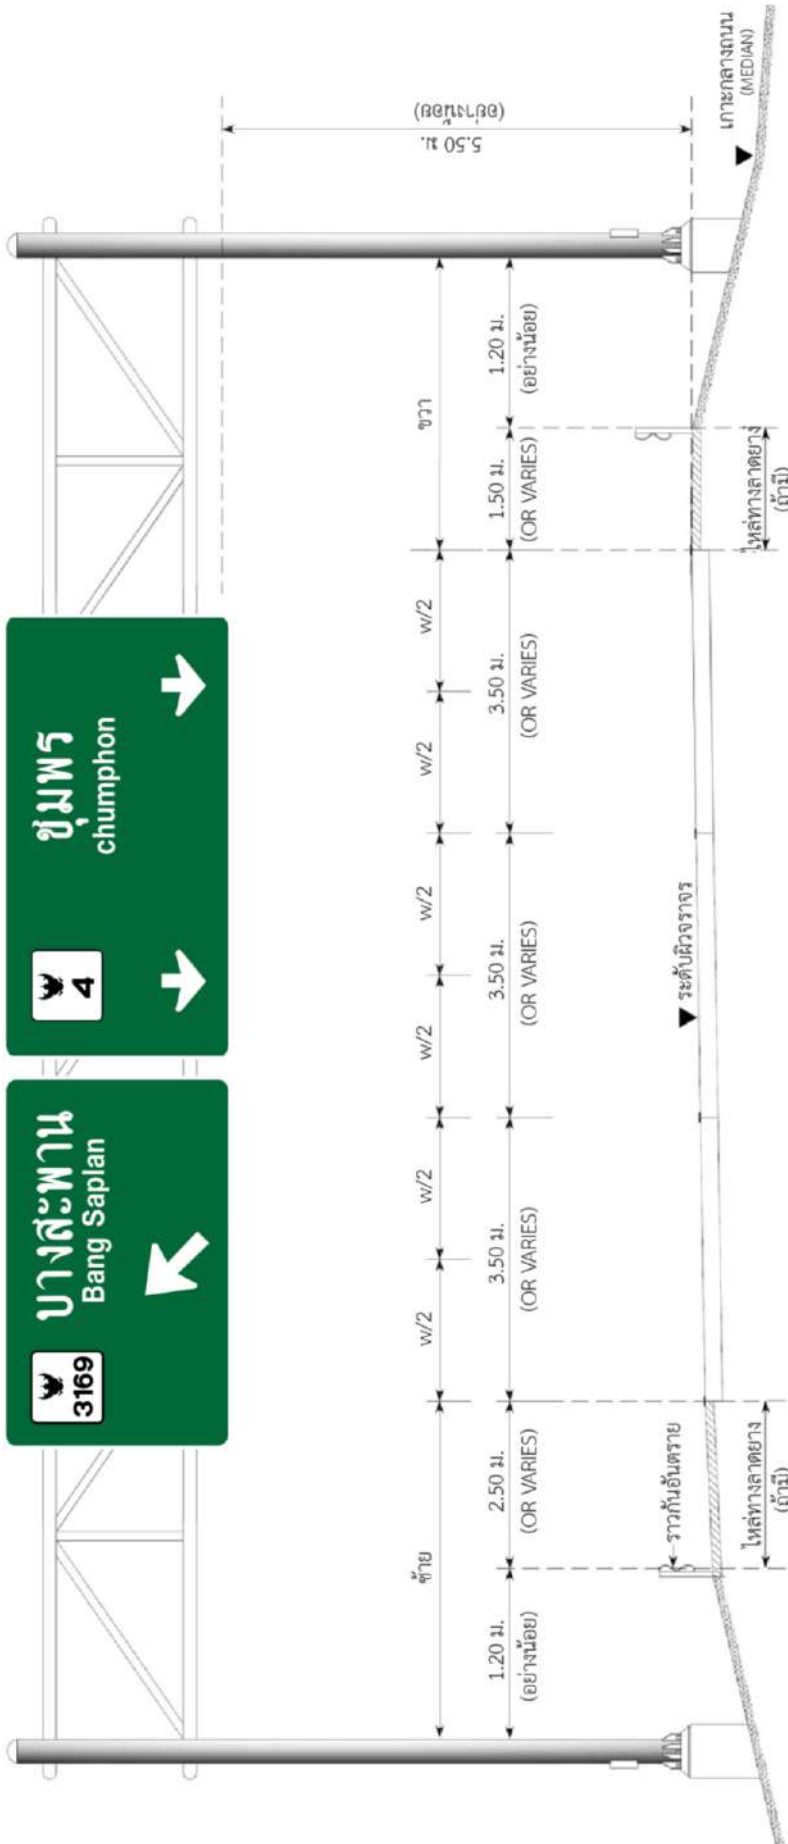 3169
บางสะพาน
Bang Saplan
4
ชุมพร
chumphon
5.50 ม.
(อย่างน้อย)
ซ้าย
w/2
w/2
w/2
w/2
w/2
w/2
ขวา
1.20 ม.
(อย่างน้อย)
2.50 ม.
(OR VARIES)
3.50 ม.
(OR VARIES)
3.50 ม.
(OR VARIES)
3.50 ม.
(OR VARIES)
1.50 ม.
(OR VARIES)
1.20 ม.
(อย่างน้อย)
ราวกันอันตราย
ระดับผิวจราจร
เกาะกลางถนน
(MEDIAN)
ไหล่ทางลาดยาง
(ถ้ามี)
ไหล่ทางลาดยาง
(ถ้ามี)